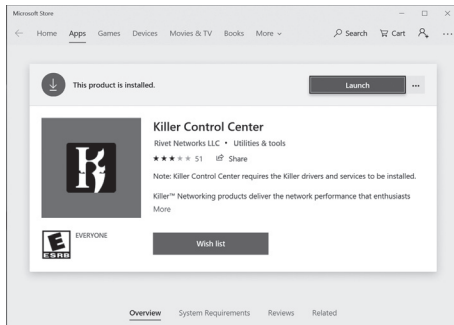 Microsoft Store
Home Apps Games Devices Movies & TV Books More Search Cart
This product is installed.
Launch
Killer Control Center
Rivet Networks LLC • Utilities & tools
51 Share
Note: Killer Control Center requires the Killer drivers and services to be installed.
Killer™ Networking products deliver the network performance that enthusiasts
More
E
ESRB
EVERYONE
Wish list
Overview System Requirements Reviews Related